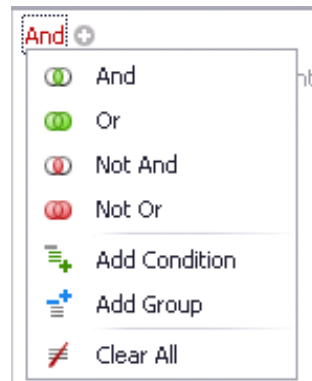 And
And
Or
Not And
Not Or
Add Condition
Add Group
Clear All